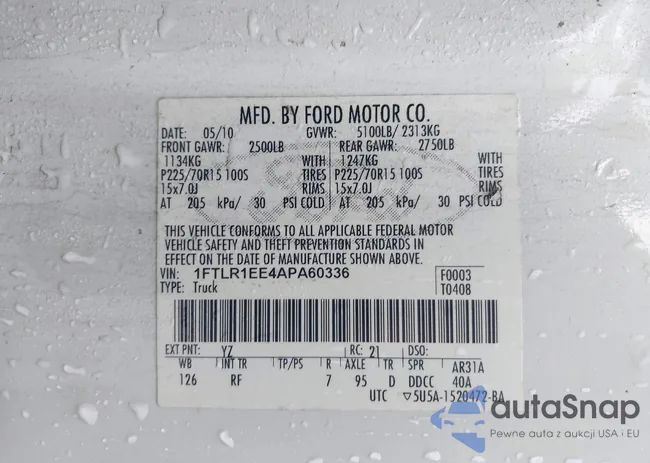 MFD. BY FORD MOTOR CO.
DATE: 05/10 GVWR: 5100LB/ 2313KG
FRONT GAWR: 2500LB REAR GAWR: 2750LB
1134KG WITH 1247KG WITH
P225/70R15 100S TIRES P225/70R15 100S TIRES
15x7.0J RIMS 15x7.0J RIMS
AT 205 kPa/ 30 PSI COLD AT 205 kPa/ 30 PSI COLD
THIS VEHICLE CONFORMS TO ALL APPLICABLE FEDERAL MOTOR
VEHICLE SAFETY AND THEFT PREVENTION STANDARDS IN
EFFECT ON THE DATE OF MANUFACTURE SHOWN ABOVE.
VIN: 1FTLR1EE4APA60336 F0003
TYPE: Truck T0408
EXT PNT: YZ RC: 21 DSO:
WB INT TR TP/PS R AXLE TR SPR AR31A
126 RF 7 95 D DDCC 40A
UTC ▽5U5A-1520472-BA
autaSnap
Pewne auta z aukcji USA i EU